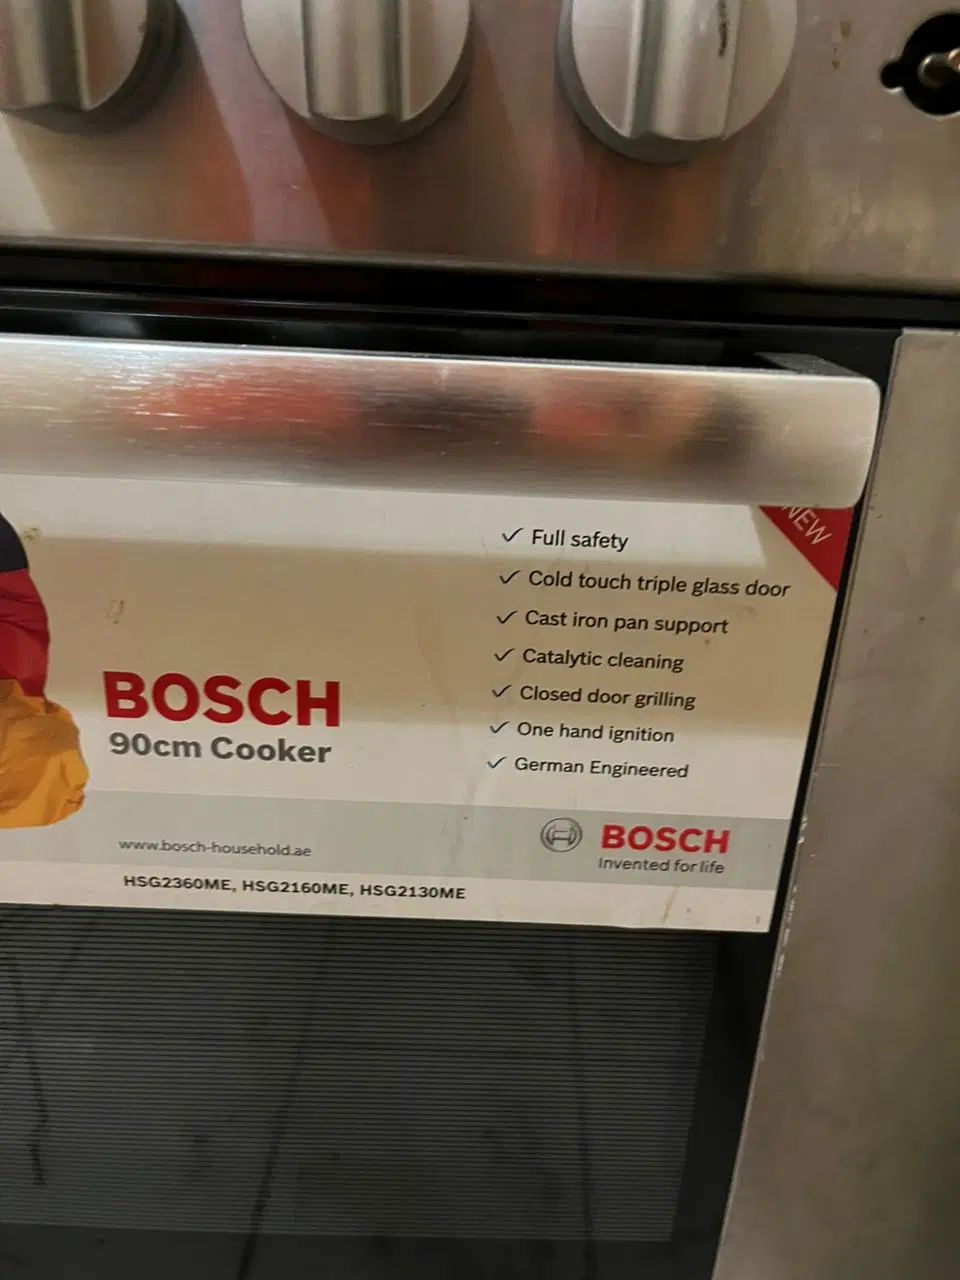 NEW
✓ Full safety
✓ Cold touch triple glass door
✓ Cast iron pan support
✓ Catalytic cleaning
✓ Closed door grilling
✓ One hand ignition
✓ German Engineered
BOSCH
90cm Cooker
www.bosch-household.ae
BOSCH
Invented for life
HSG2360ME, HSG2160ME, HSG2130ME